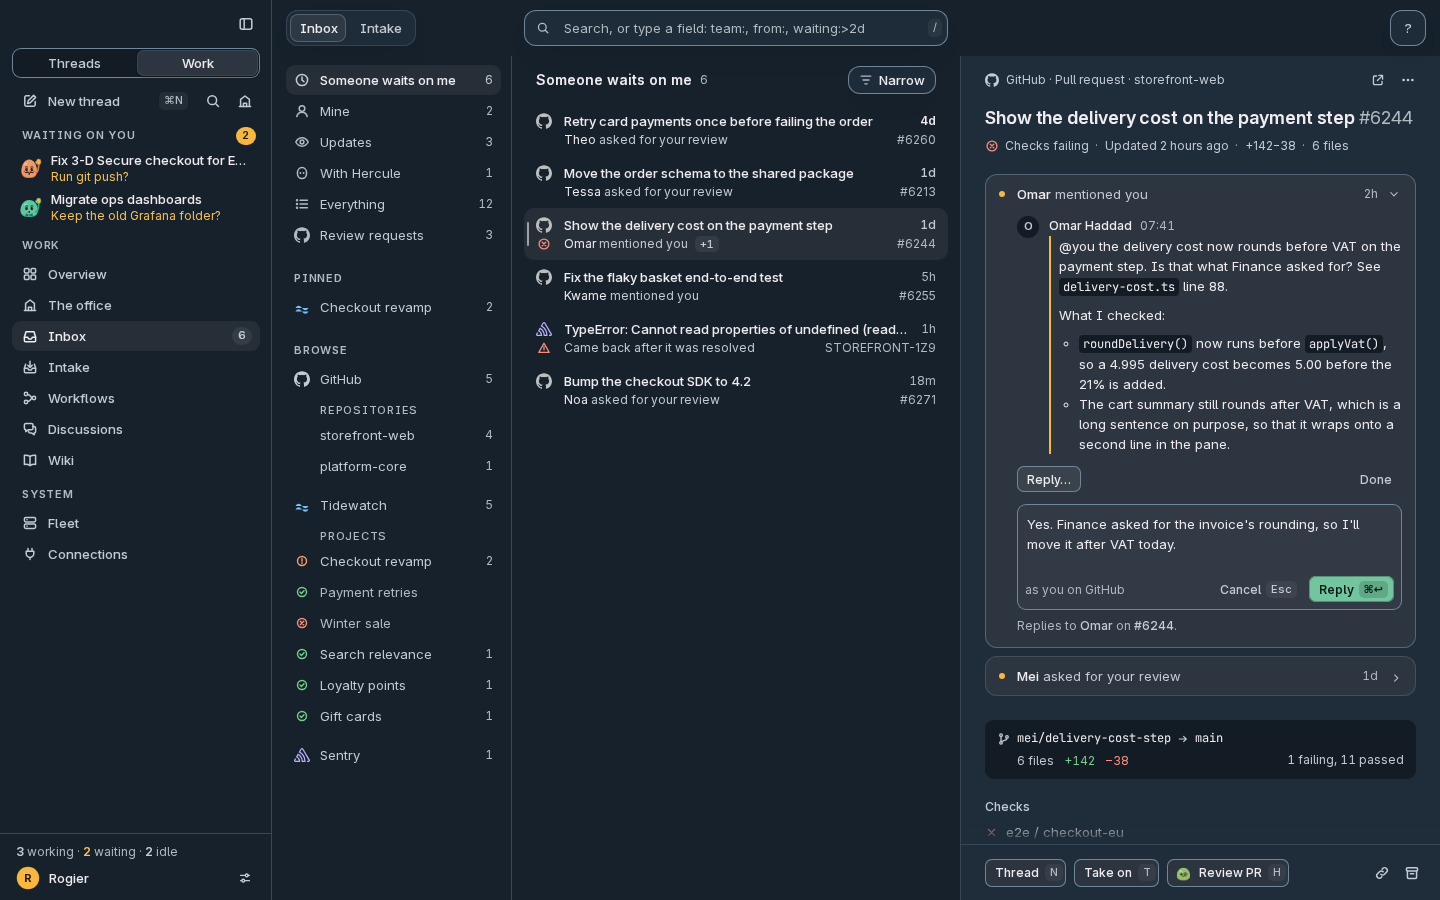 Threads
Work
New thread
⌘N
WAITING ON YOU
2
Fix 3-D Secure checkout for E…
Run git push?
Migrate ops dashboards
Keep the old Grafana folder?
WORK
Overview
The office
Inbox
6
Intake
Workflows
Discussions
Wiki
SYSTEM
Fleet
Connections
3 working · 2 waiting · 2 idle
R
Rogier
Inbox
Intake
Someone waits on me 6
Mine 2
Updates 3
With Hercule 1
Everything 12
Review requests 3
PINNED
Checkout revamp 2
BROWSE
GitHub 5
REPOSITORIES
storefront-web 4
platform-core 1
Tidewatch 5
PROJECTS
Checkout revamp 2
Payment retries
Winter sale
Search relevance 1
Loyalty points 1
Gift cards 1
Sentry 1
Search, or type a field: team:, from:, waiting:>2d
/
?
Someone waits on me 6
Narrow
Retry card payments once before failing the order 4d
Theo asked for your review #6260
Move the order schema to the shared package 1d
Tessa asked for your review #6213
Show the delivery cost on the payment step 1d
Omar mentioned you +1 #6244
Fix the flaky basket end-to-end test 5h
Kwame mentioned you #6255
TypeError: Cannot read properties of undefined (read… 1h
Came back after it was resolved STOREFRONT-1Z9
Bump the checkout SDK to 4.2 18m
Noa asked for your review #6271
GitHub · Pull request · storefront-web
Show the delivery cost on the payment step #6244
Checks failing · Updated 2 hours ago · +142−38 · 6 files
Omar mentioned you 2h
O
Omar Haddad 07:41
@you the delivery cost now rounds before VAT on the
payment step. Is that what Finance asked for? See
delivery-cost.ts line 88.
What I checked:
roundDelivery() now runs before applyVat(),
so a 4.995 delivery cost becomes 5.00 before the
21% is added.
The cart summary still rounds after VAT, which is a
long sentence on purpose, so that it wraps onto a
second line in the pane.
Reply…
Done
Yes. Finance asked for the invoice's rounding, so I'll
move it after VAT today.
as you on GitHub
Cancel Esc
Reply ⌘↩
Replies to Omar on #6244.
Mei asked for your review 1d
mei/delivery-cost-step → main
6 files +142 −38
1 failing, 11 passed
Checks
e2e / checkout-eu
Thread N
Take on T
Review PR H